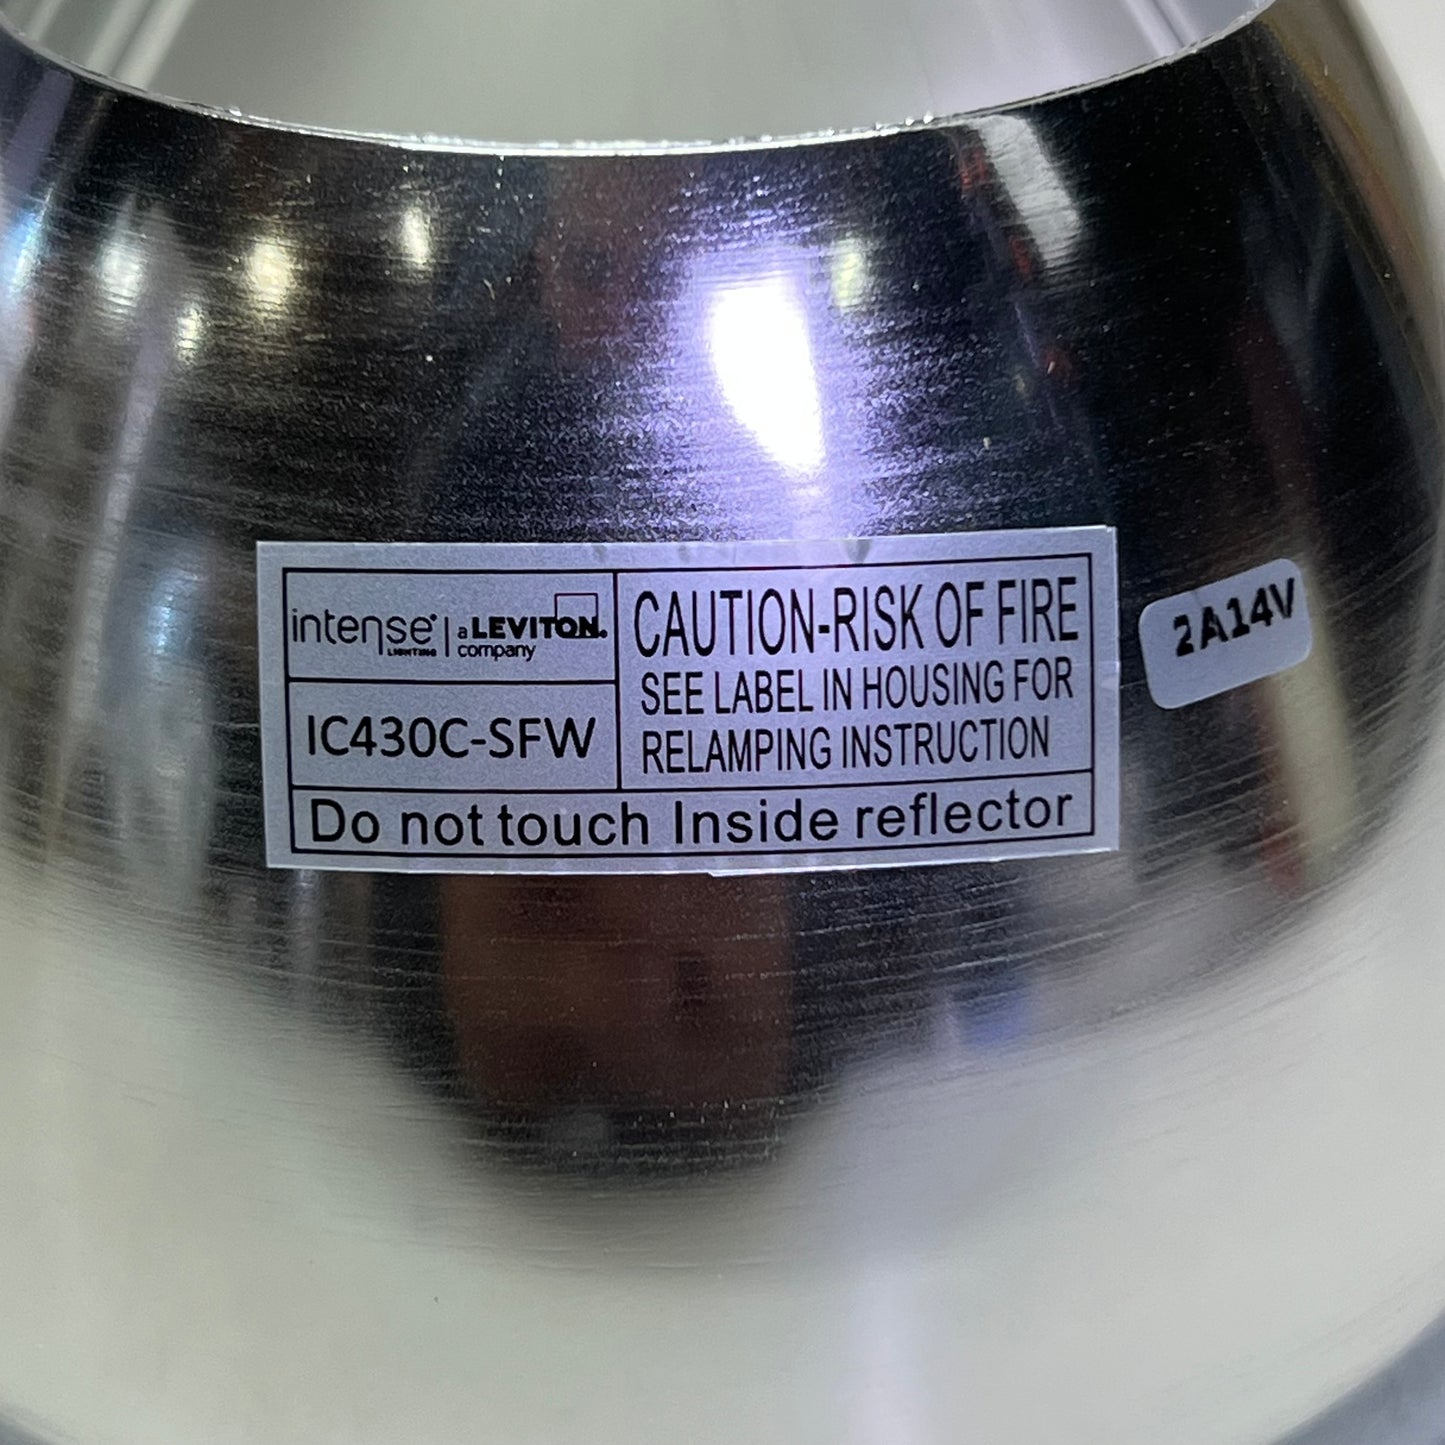 intense® LIGHTING | a LEVITON® company
IC430C-SFW
CAUTION-RISK OF FIRE
SEE LABEL IN HOUSING FOR
RELAMPING INSTRUCTION
Do not touch Inside reflector
2A14V